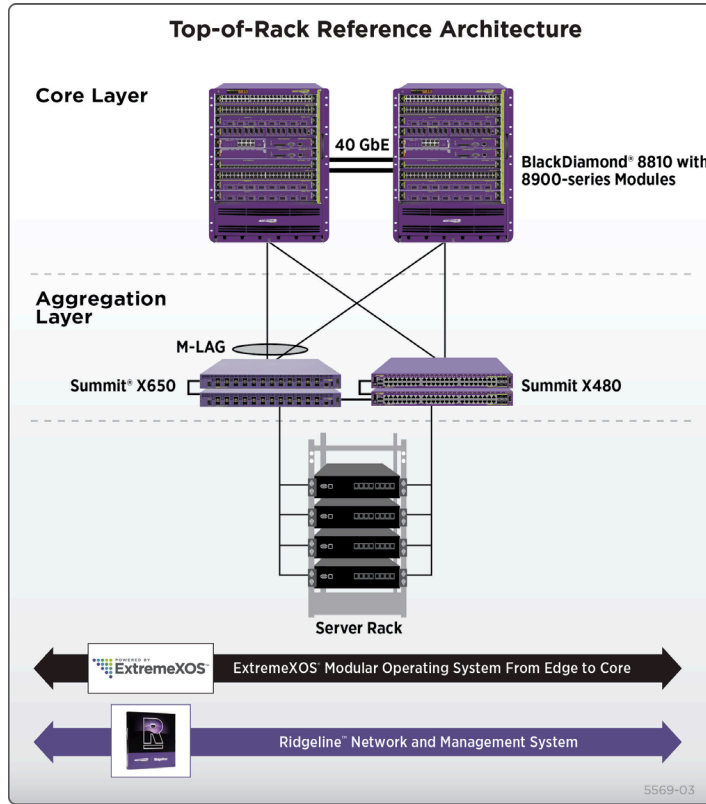 Top-of-Rack Reference Architecture
Core Layer
40 GbE
BlackDiamond® 8810 with
8900-series Modules
Aggregation
Layer
M-LAG
Summit® X650
Summit X480
Server Rack
POWERED BY
ExtremeXOS™
ExtremeXOS® Modular Operating System From Edge to Core
R
Ridgeline™ Network and Management System
5569-03